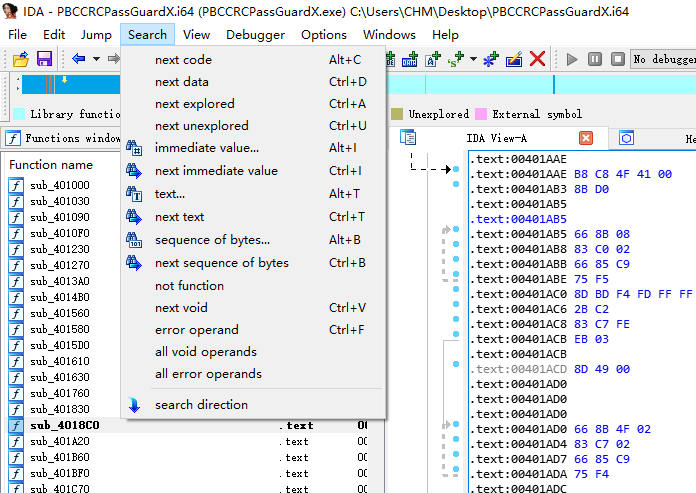 IDA - PBCCRCPassGuardX.i64 (PBCCRCPassGuardX.exe) C:\Users\CHM\Desktop\PBCCRCPassGuardX.i64
File Edit Jump Search View Debugger Options Windows Help
No debugger
Library functio
Unexplored External symbol
Functions window
IDA View-A
He
Function name
sub_401000
sub_401030
sub_401090
sub_4010F0
sub_401230
sub_401270
sub_4013A0
sub_4014B0
sub_401560
sub_401580
sub_4015D0
sub_401610
sub_401630
sub_401760
sub_401830
sub_4018C0 .text 00
sub_401A20 .text 00
sub_401B60 .text 00
sub_401BF0 .text 00
sub_401C70 .text 00
next code Alt+C
next data Ctrl+D
next explored Ctrl+A
next unexplored Ctrl+U
immediate value... Alt+I
next immediate value Ctrl+I
text... Alt+T
next text Ctrl+T
sequence of bytes... Alt+B
next sequence of bytes Ctrl+B
not function
next void Ctrl+V
error operand Ctrl+F
all void operands
all error operands
search direction
.text:00401AAE
.text:00401AAE B8 C8 4F 41 00
.text:00401AB3 8B D0
.text:00401AB5
.text:00401AB5
.text:00401AB5 66 8B 08
.text:00401AB8 83 C0 02
.text:00401ABB 66 85 C9
.text:00401ABE 75 F5
.text:00401AC0 8D BD F4 FD FF FF
.text:00401AC6 2B C2
.text:00401AC8 83 C7 FE
.text:00401ACB EB 03
.text:00401ACB
.text:00401ACD 8D 49 00
.text:00401AD0
.text:00401AD0
.text:00401AD0
.text:00401AD0 66 8B 4F 02
.text:00401AD4 83 C7 02
.text:00401AD7 66 85 C9
.text:00401ADA 75 F4
.text:00401ADC